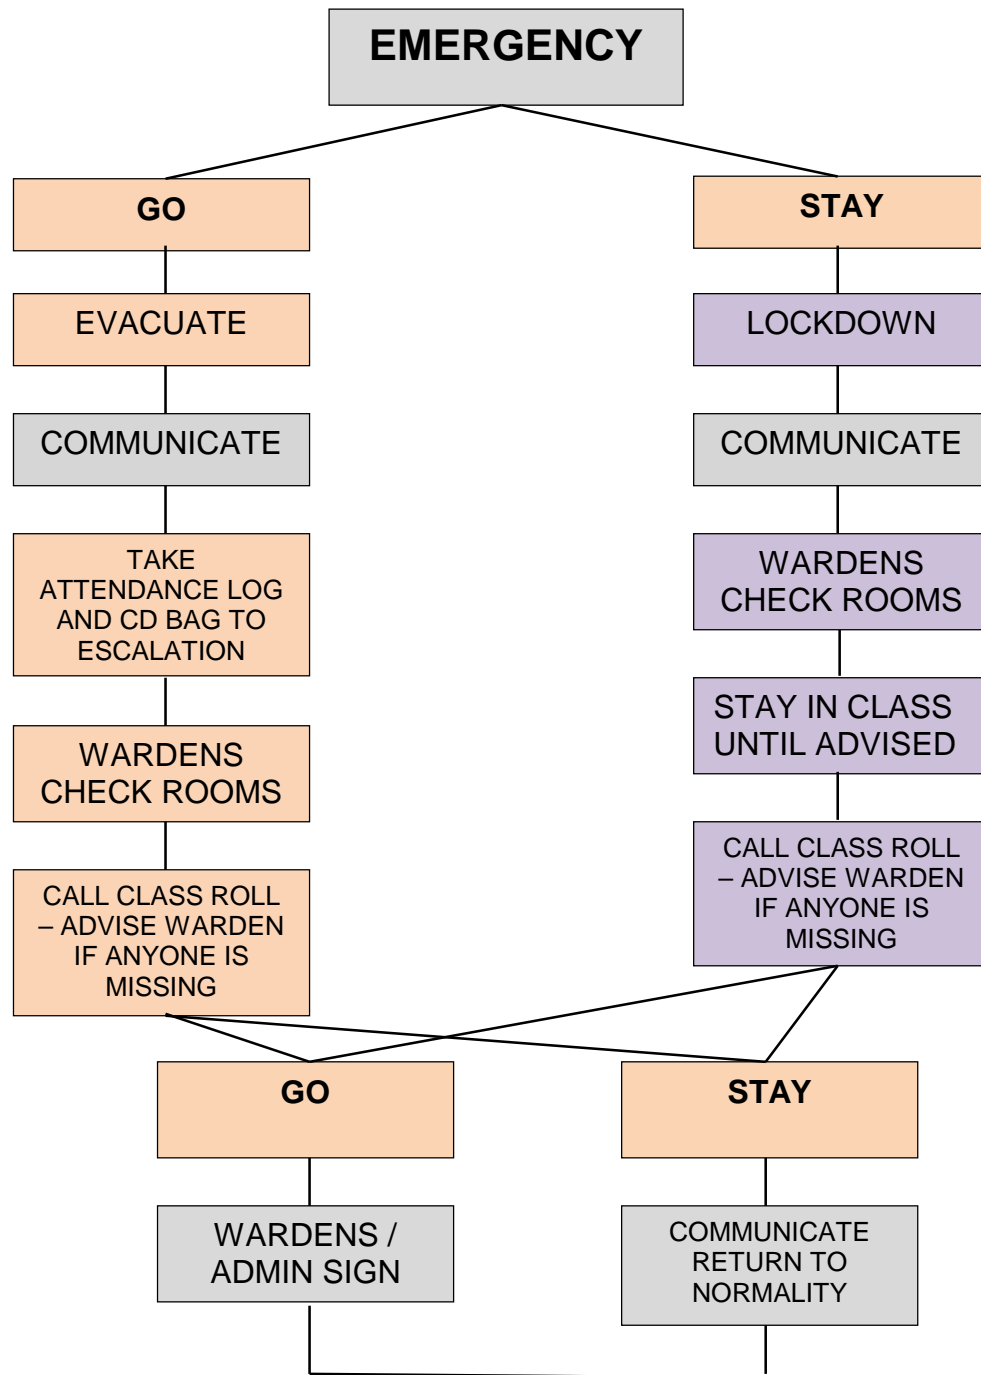 EMERGENCY
GO
STAY
EVACUATE
LOCKDOWN
COMMUNICATE
COMMUNICATE
TAKE
ATTENDANCE LOG
AND CD BAG TO
ESCALATION
WARDENS
CHECK ROOMS
WARDENS
CHECK ROOMS
STAY IN CLASS
UNTIL ADVISED
CALL CLASS ROLL
– ADVISE WARDEN
IF ANYONE IS
MISSING
CALL CLASS ROLL
– ADVISE WARDEN
IF ANYONE IS
MISSING
GO
STAY
WARDENS /
ADMIN SIGN
COMMUNICATE
RETURN TO
NORMALITY